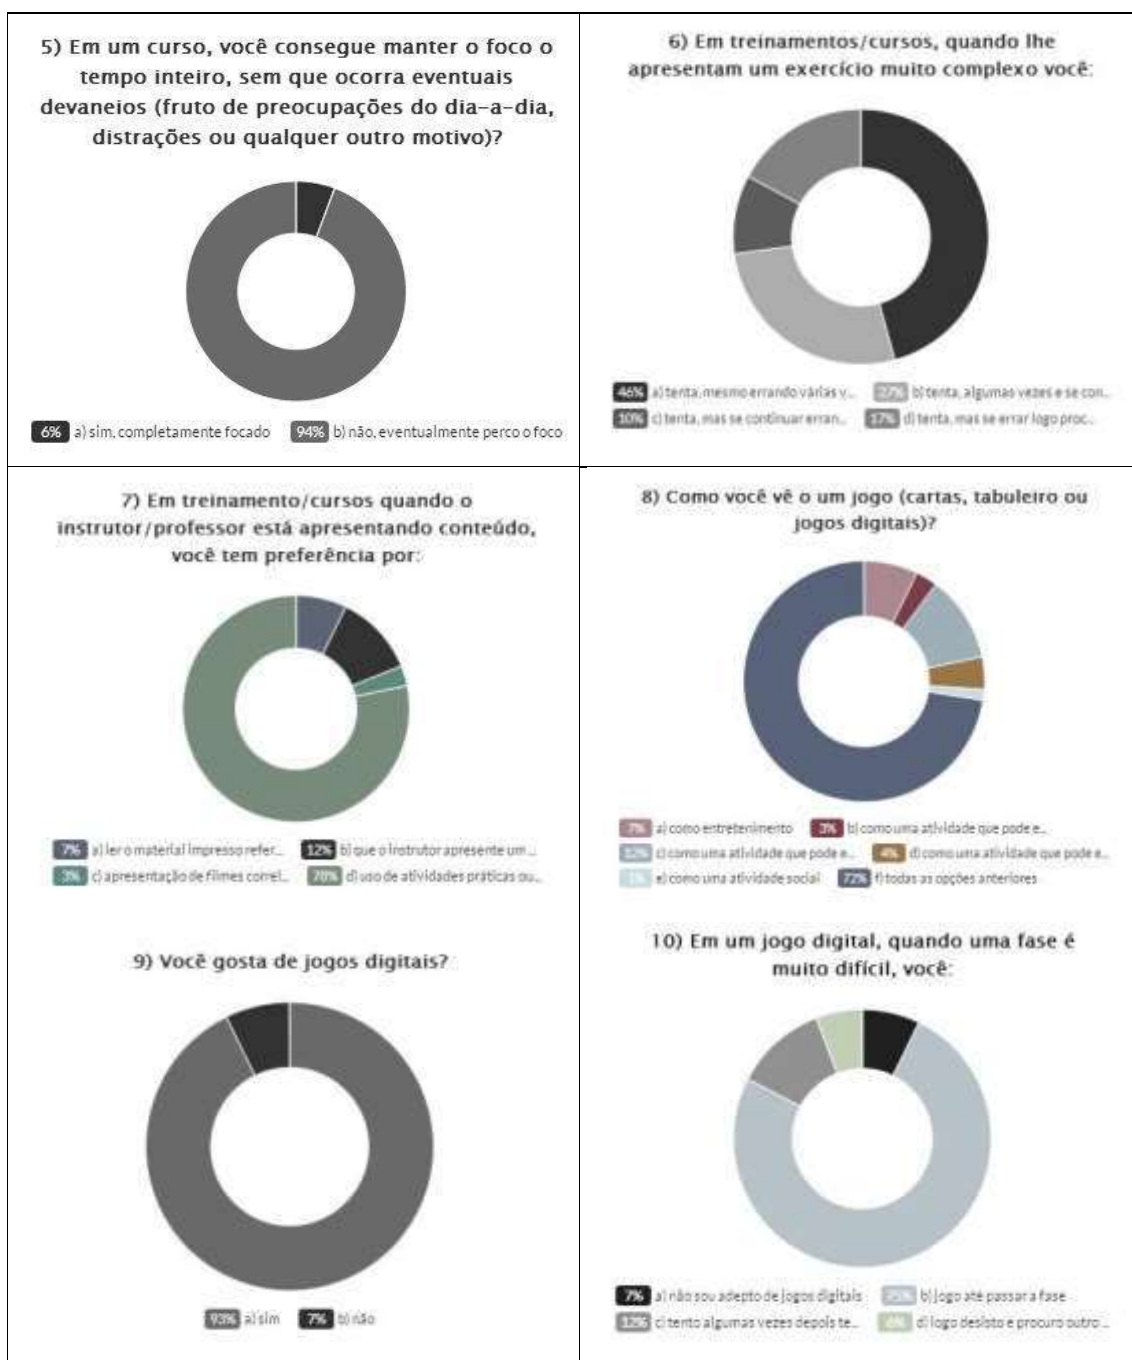 5) Em um curso, você consegue manter o foco o
tempo inteiro, sem que ocorra eventuais
devaneios (fruto de preocupações do dia-a-dia,
distrações ou qualquer outro motivo)?
6% a) sim, completamente focado 94% b) não, eventualmente perco o foco
6) Em treinamentos/cursos, quando lhe
apresentam um exercício muito complexo você:
46% a) tenta, mesmo errando várias v... 27% b) tenta, algumas vezes e se con...
10% c) tenta, mas se continuar erran... 17% d) tenta, mas se errar logo proc...
7) Em treinamento/cursos quando o
instrutor/professor está apresentando conteúdo,
você tem preferência por:
7% a) ler o material impresso refer... 12% b) que o instrutor apresente um ...
3% c) apresentação de filmes correl... 78% d) uso de atividades práticas ou...
8) Como você vê o um jogo (cartas, tabuleiro ou
jogos digitais)?
7% a) como entretenimento 3% b) como uma atividade que pode e...
12% c) como uma atividade que pode e... 4% d) como uma atividade que pode e...
e) como uma atividade social f) todas as opções anteriores
9) Você gosta de jogos digitais?
93% a) sim 7% b) não
10) Em um jogo digital, quando uma fase é
muito difícil, você:
7% a) não sou adepto de jogos digitais 75% b) jogo até passar a fase
12% c) tento algumas vezes depois te... 6% d) logo desisto e procuro outro ...